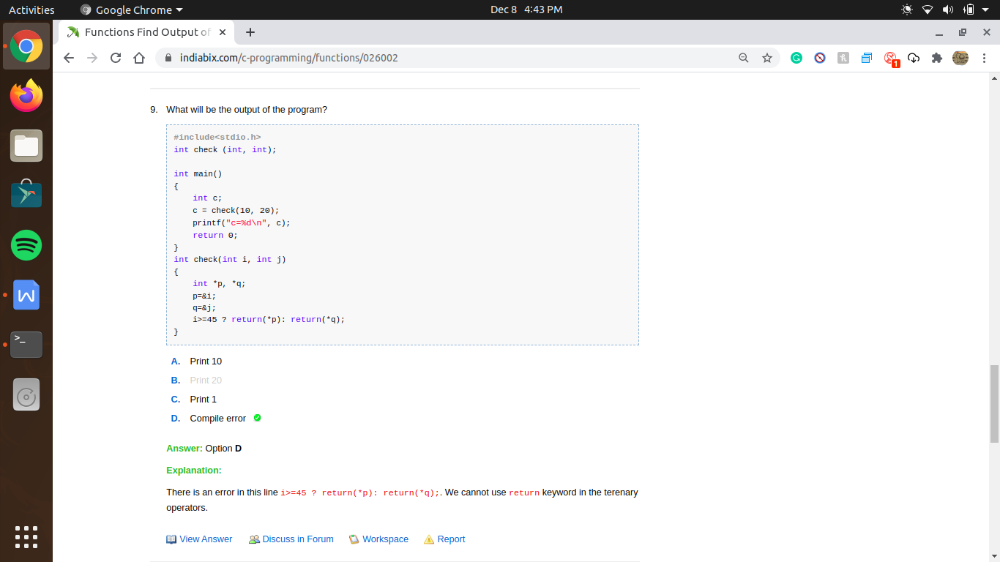 Activities
Google Chrome
Dec 8 4:43 PM
Functions Find Output of
indiabix.com/c-programming/functions/026002
1
9. What will be the output of the program?
#include<stdio.h>
int check (int, int);
int main()
{
int c;
c = check(10, 20);
printf("c=%d\n", c);
return 0;
}
int check(int i, int j)
{
int *p, *q;
p=&i;
q=&j;
i>=45 ? return(*p): return(*q);
}
A. Print 10
B. Print 20
C. Print 1
D. Compile error
Answer: Option D
Explanation:
There is an error in this line i>=45 ? return(*p): return(*q);. We cannot use return keyword in the terenary
operators.
View Answer Discuss in Forum Workspace Report